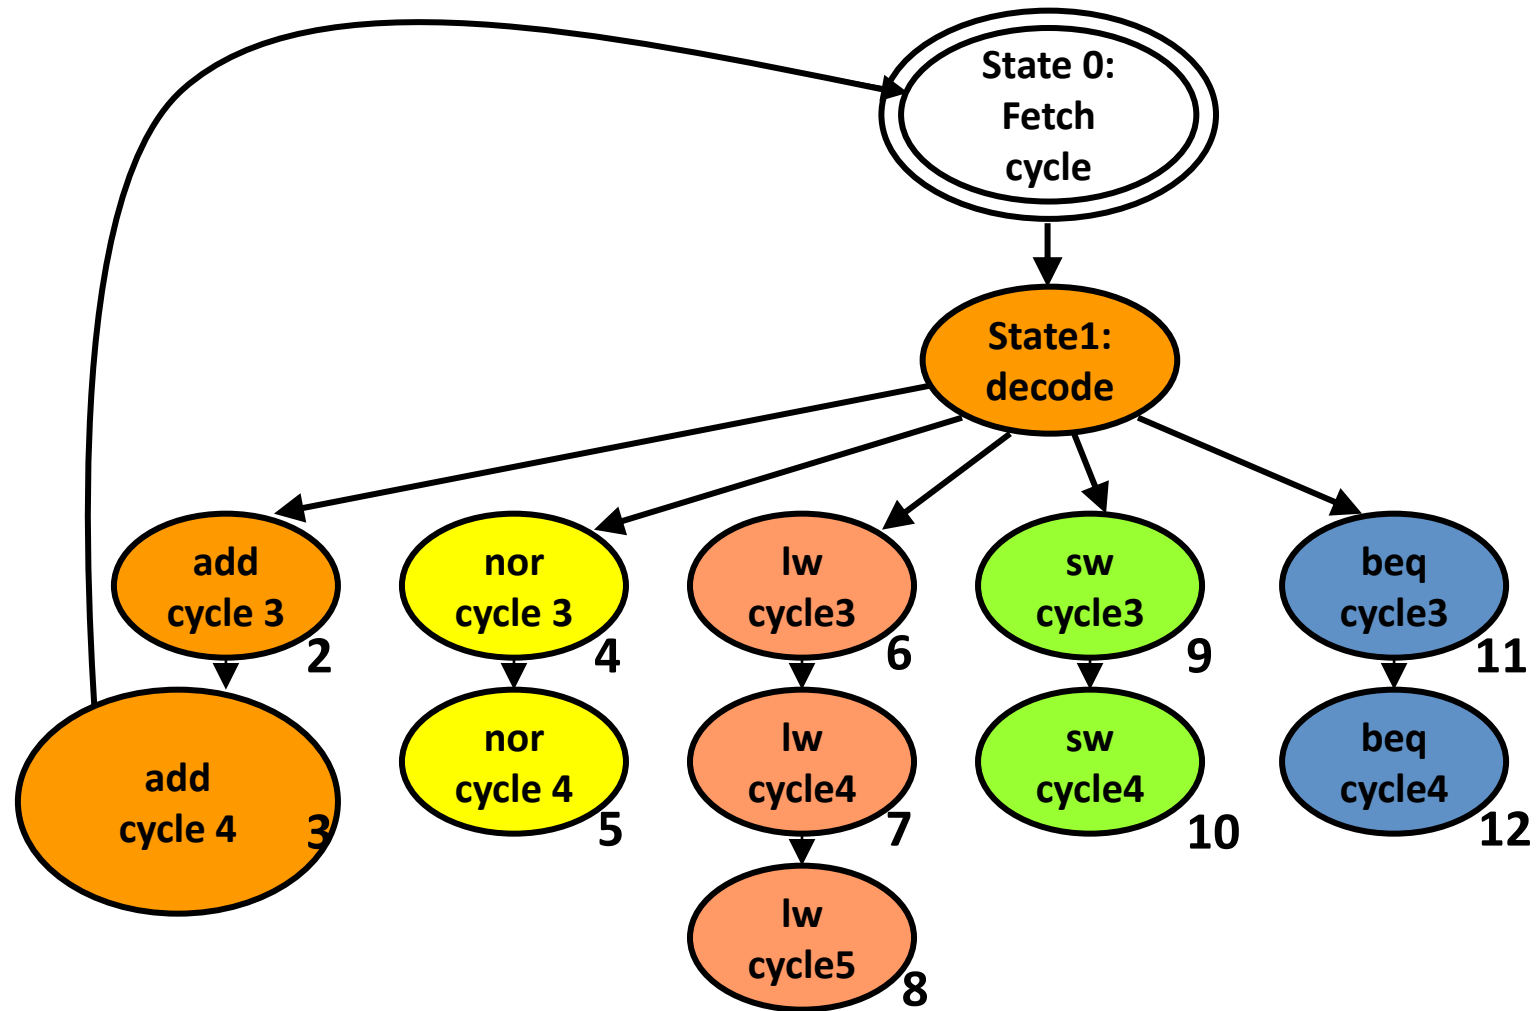 State 0:
Fetch
cycle
State1:
decode
add
cycle 3
2
nor
cycle 3
4
lw
cycle3
6
sw
cycle3
9
beq
cycle3
11
add
cycle 4
3
nor
cycle 4
5
lw
cycle4
7
sw
cycle4
10
beq
cycle4
12
lw
cycle5
8